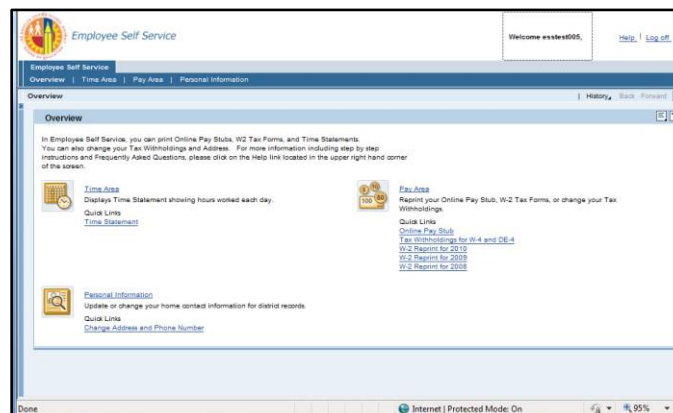 Employee Self Service
Welcome esstest005,
Help | Log off
Employee Self Service
Overview | Time Area | Pay Area | Personal Information
Overview
| History Back Forward
Overview
In Employee Self Service, you can print Online Pay Stubs, W2 Tax Forms, and Time Statements.
You can also change your Tax Withholdings and Address. For more information including step by step
instructions and Frequently Asked Questions, please click on the Help link located in the upper right hand corner
of the screen.
Time Area
Displays Time Statement showing hours worked each day.
Quick Links
Time Statement
Pay Area
Reprint your Online Pay Stub, W-2 Tax Forms, or change your Tax
Withholdings.
Quick Links
Online Pay Stub
Tax Withholdings for W-4 and DE-4
W-2 Reprint for 2010
W-2 Reprint for 2009
W-2 Reprint for 2008
Personal Information
Update or change your home contact information for district records
Quick Links
Change Address and Phone Number
Done
Internet | Protected Mode: On
95%